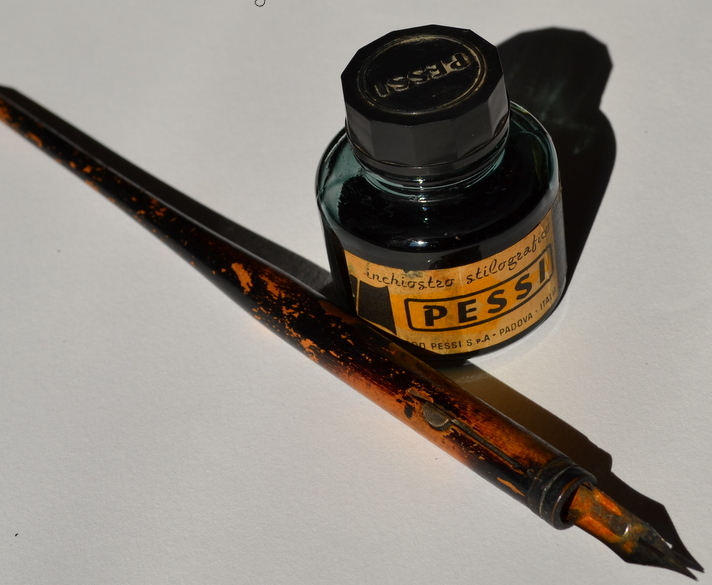 PESSI
inchiostro stilografico
PESSI
PESSI S.p.A - PADOVA - ITAL